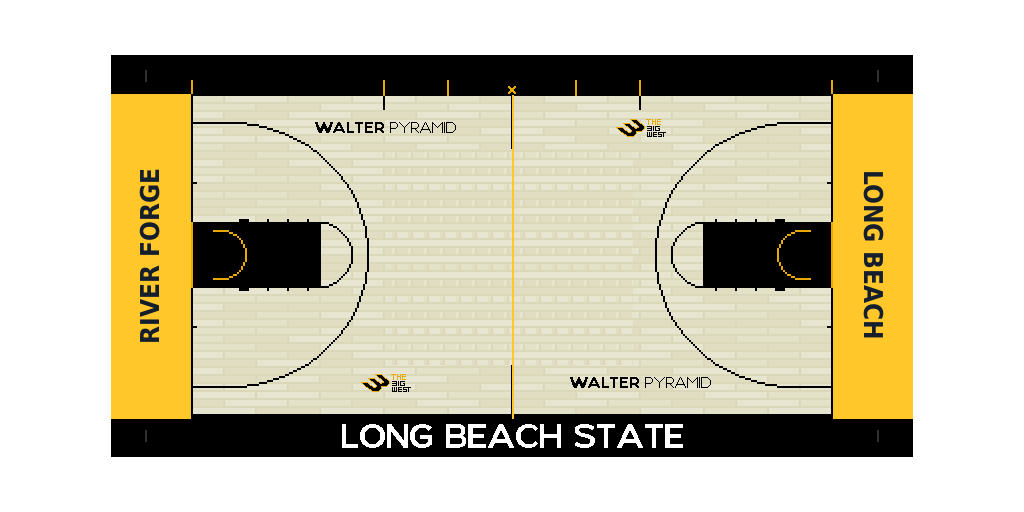 WALTER PYRAMID
THE
BIG
WEST
RIVER FORGE
LONG BEACH
THE
BIG
WEST
WALTER PYRAMID
LONG BEACH STATE